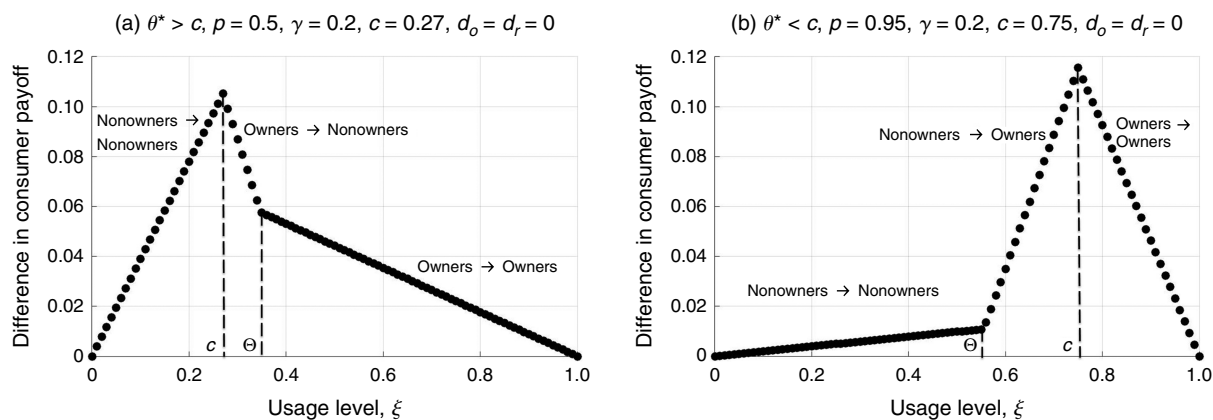 (a) θ* > c, p = 0.5, γ = 0.2, c = 0.27, d_o = d_r = 0
Difference in consumer payoff
0.12
0.10
0.08
0.06
0.04
0.02
0
Nonowners →
Nonowners
Owners → Nonowners
Owners → Owners
c
Θ
0
0.2
0.4
0.6
0.8
1.0
Usage level, ξ
(b) θ* < c, p = 0.95, γ = 0.2, c = 0.75, d_o = d_r = 0
Difference in consumer payoff
0.12
0.10
0.08
0.06
0.04
0.02
0
Nonowners → Owners
Owners →
Owners
Nonowners → Nonowners
Θ
c
0
0.2
0.4
0.6
0.8
1.0
Usage level, ξ